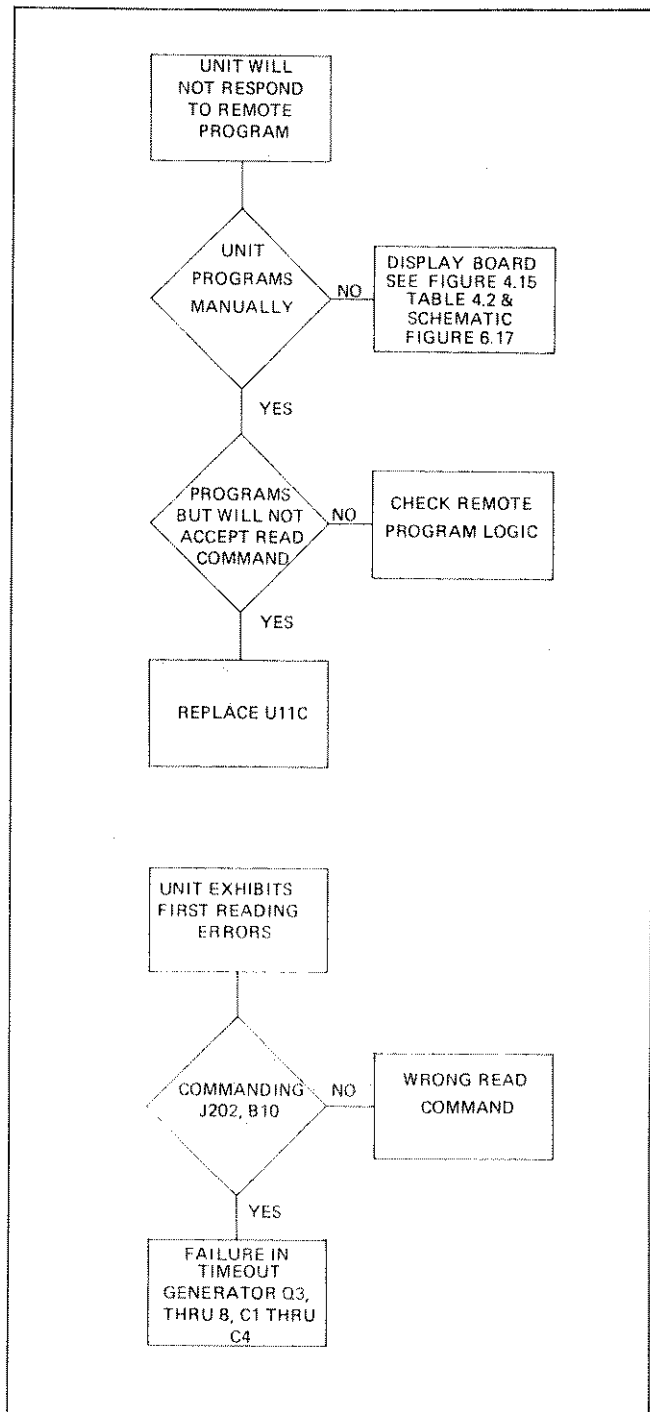 UNIT WILL
NOT RESPOND
TO REMOTE
PROGRAM
UNIT
PROGRAMS
MANUALLY
NO
DISPLAY BOARD
SEE FIGURE 4.15
TABLE 4.2 &
SCHEMATIC
FIGURE 6.17
YES
PROGRAMS
BUT WILL NOT
ACCEPT READ
COMMAND
NO
CHECK REMOTE
PROGRAM LOGIC
YES
REPLACE U11C
UNIT EXHIBITS
FIRST READING
ERRORS
COMMANDING
J202, B10
NO
WRONG READ
COMMAND
YES
FAILURE IN
TIMEOUT
GENERATOR Q3,
THRU 8, C1 THRU
C4